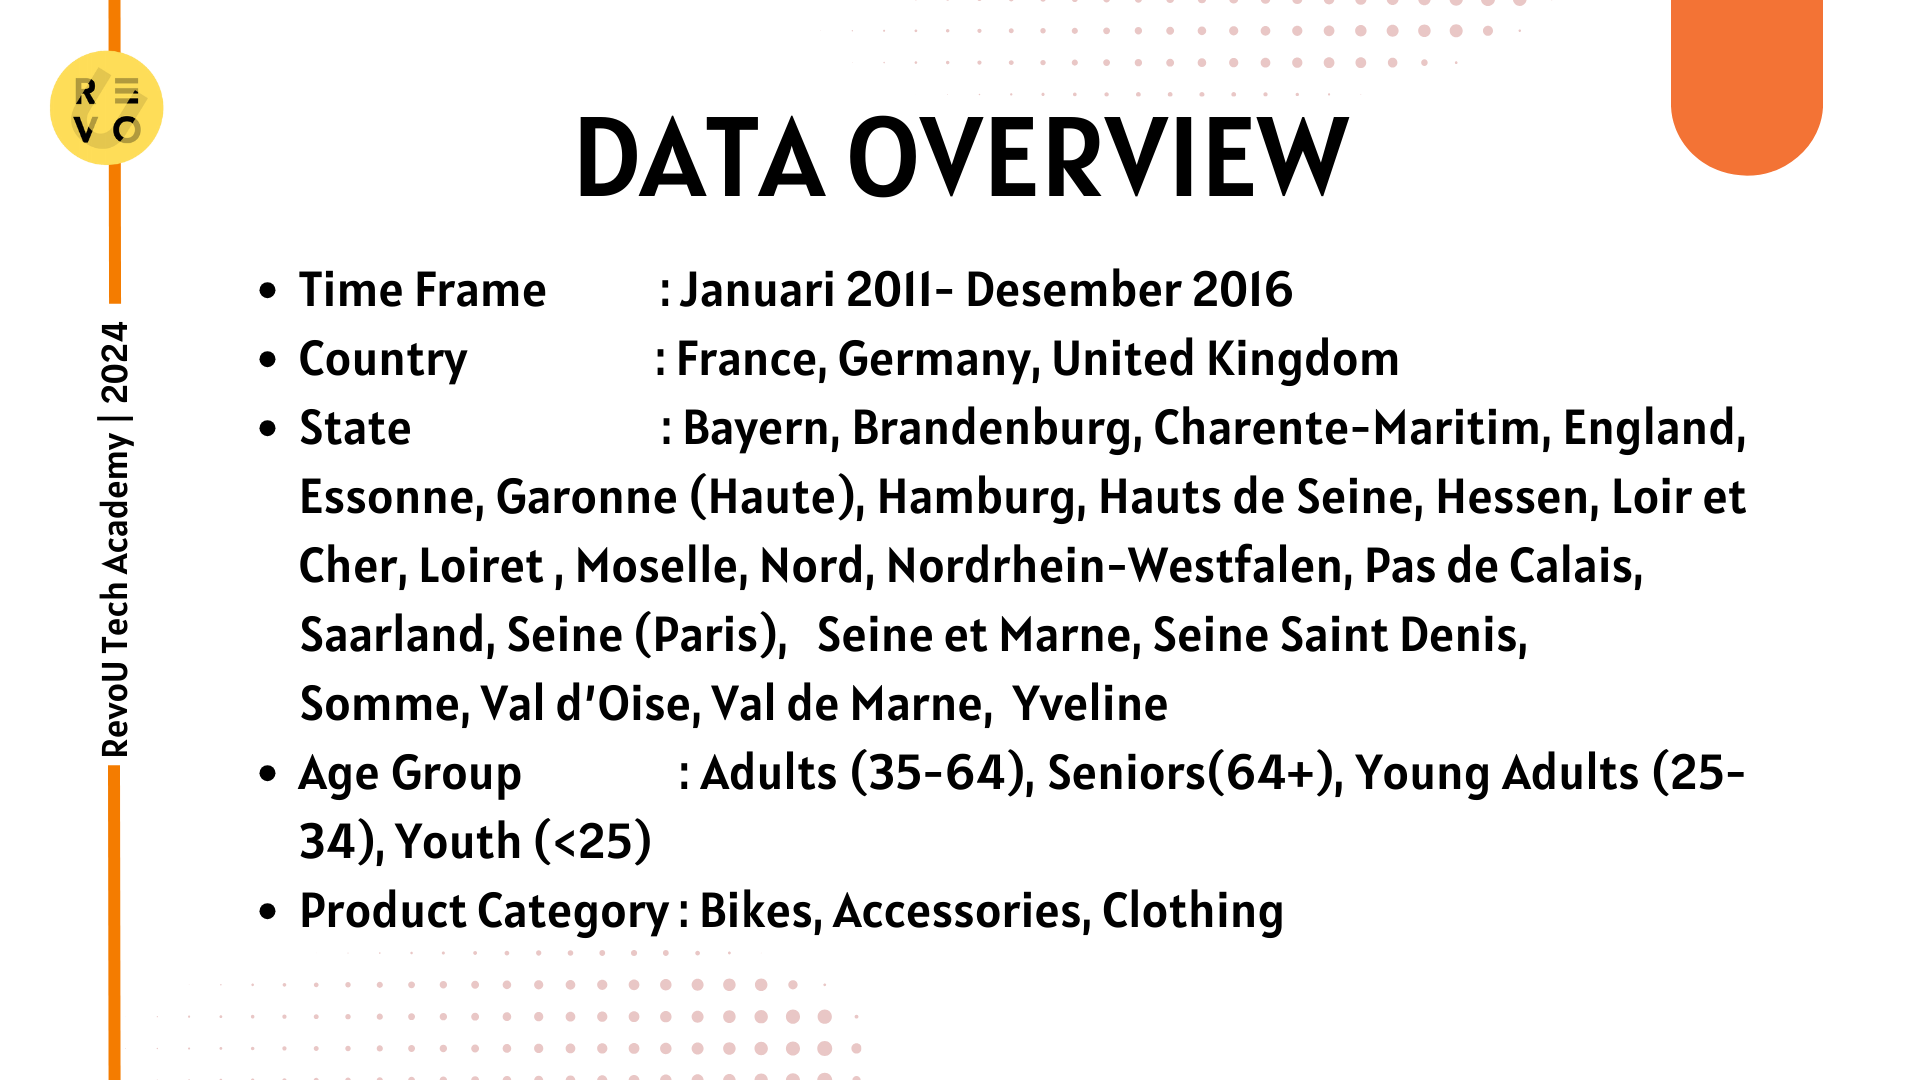 R E
V O
RevoU Tech Academy | 2024
DATA OVERVIEW
• Time Frame : Januari 2011- Desember 2016
• Country : France, Germany, United Kingdom
• State : Bayern, Brandenburg, Charente-Maritim, England,
Essonne, Garonne (Haute), Hamburg, Hauts de Seine, Hessen, Loir et
Cher, Loiret , Moselle, Nord, Nordrhein-Westfalen, Pas de Calais,
Saarland, Seine (Paris), Seine et Marne, Seine Saint Denis,
Somme, Val d'Oise, Val de Marne, Yveline
• Age Group : Adults (35-64), Seniors(64+), Young Adults (25-
34), Youth (<25)
• Product Category : Bikes, Accessories, Clothing